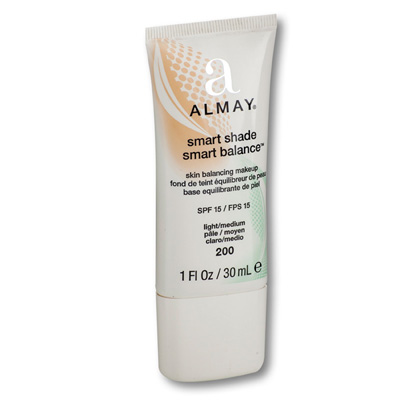 a
ALMAY®
smart shade
smart balance™
skin balancing makeup
fond de teint équilibreur de peau
base equilibrante de piel
SPF 15 / FPS 15
light/medium
pâle / moyen
claro/medio
200
1 Fl Oz / 30 mL ℮